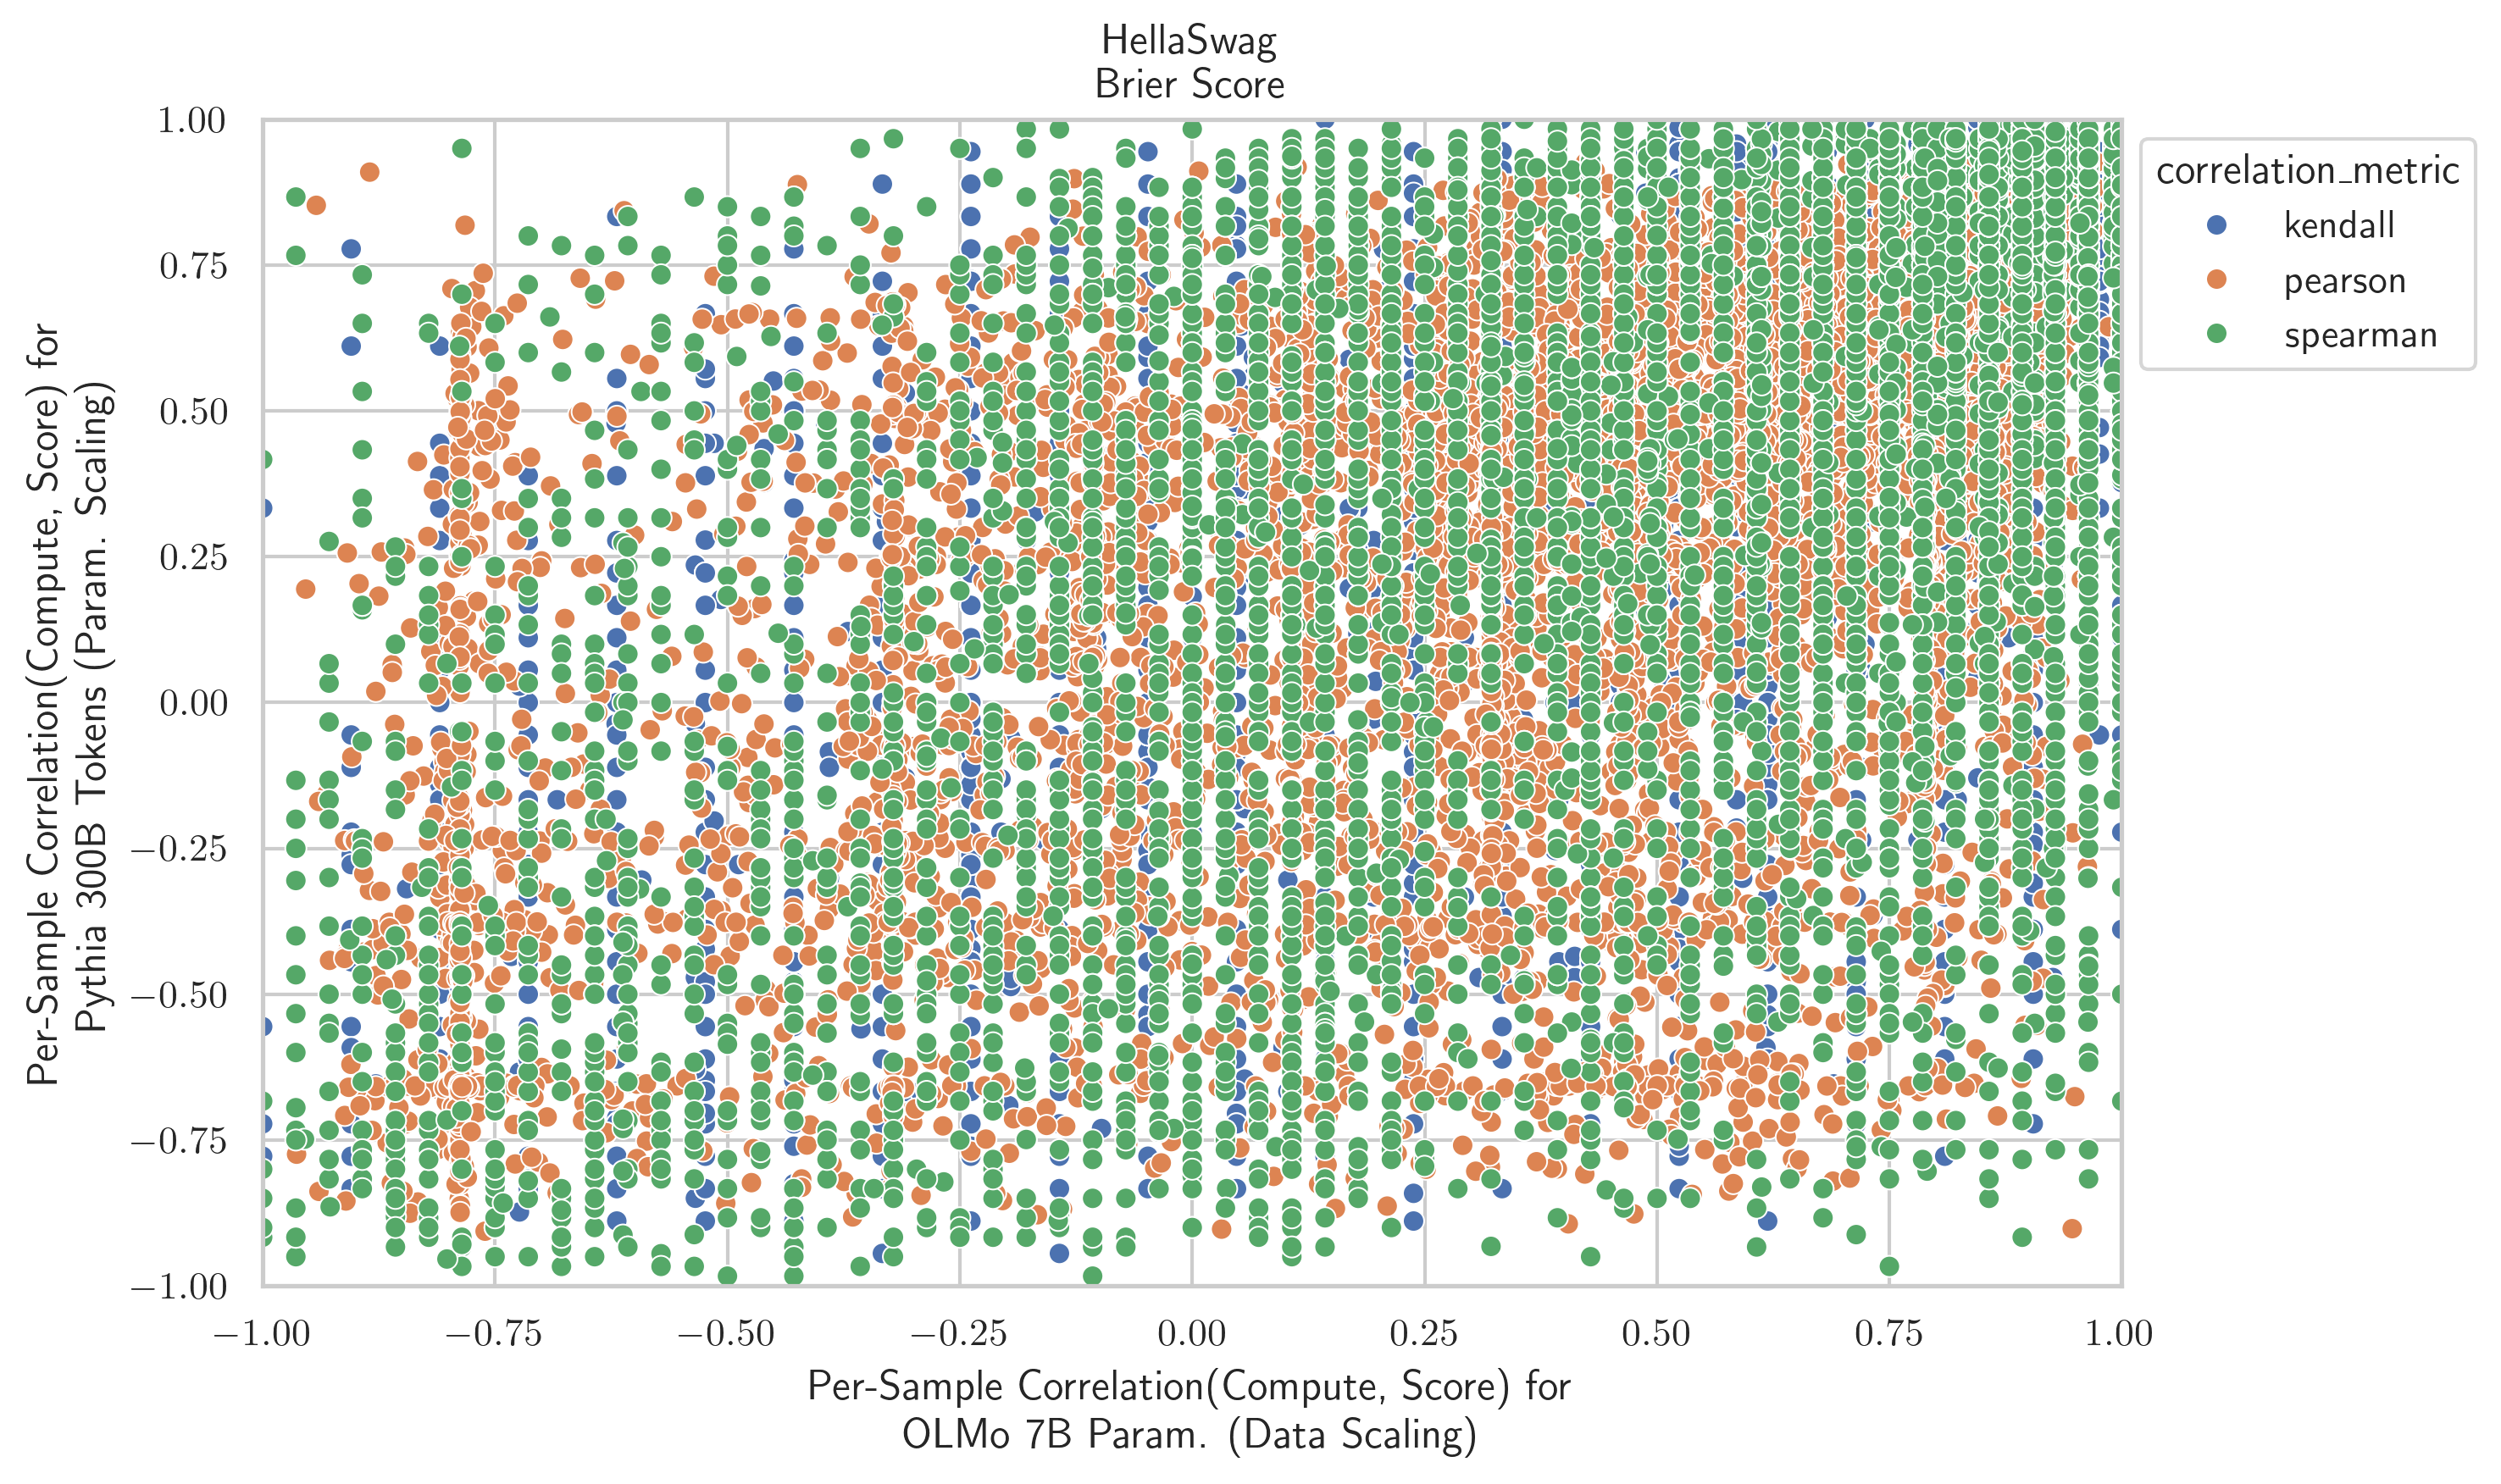 HellaSwag
Brier Score
Per-Sample Correlation(Compute, Score) for
Pythia 300B Tokens (Param. Scaling)
1.00
0.75
0.50
0.25
0.00
−0.25
−0.50
−0.75
−1.00
−1.00
−0.75
−0.50
−0.25
0.00
0.25
0.50
0.75
1.00
Per-Sample Correlation(Compute, Score) for
OLMo 7B Param. (Data Scaling)
correlation_metric
kendall
pearson
spearman